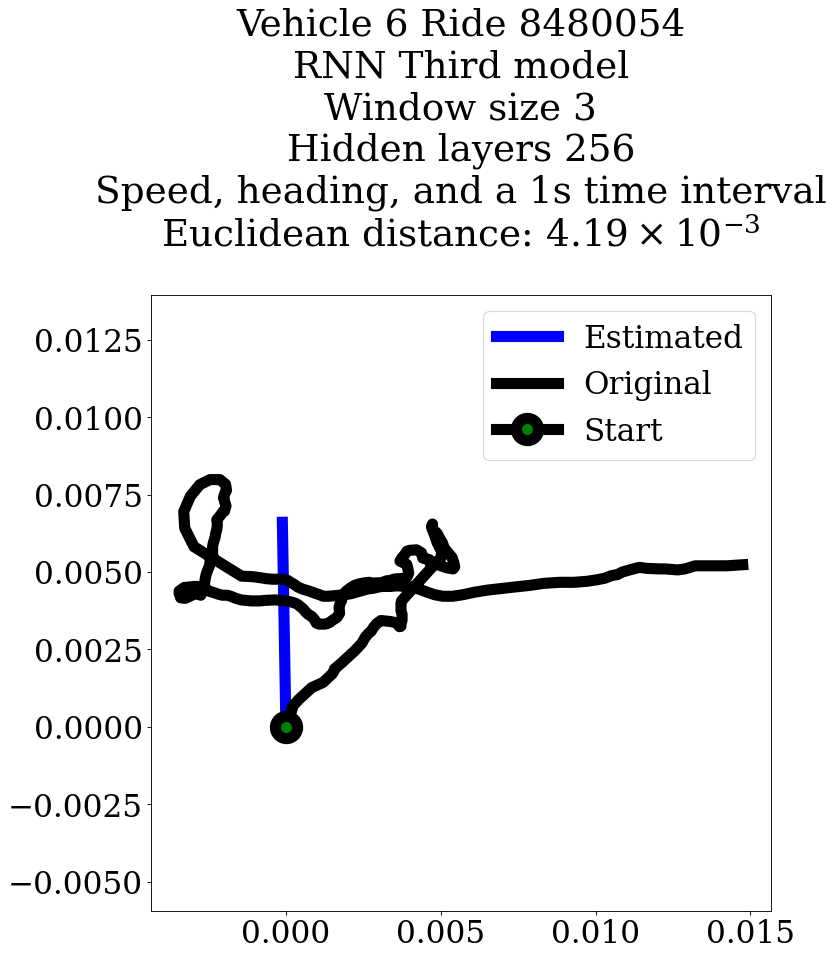 Vehicle 6 Ride 8480054
RNN Third model
Window size 3
Hidden layers 256
Speed, heading, and a 1s time interval
Euclidean distance: 4.19 × 10⁻³
Estimated
Original
Start
0.0125
0.0100
0.0075
0.0050
0.0025
0.0000
−0.0025
−0.0050
0.000 0.005 0.010 0.015